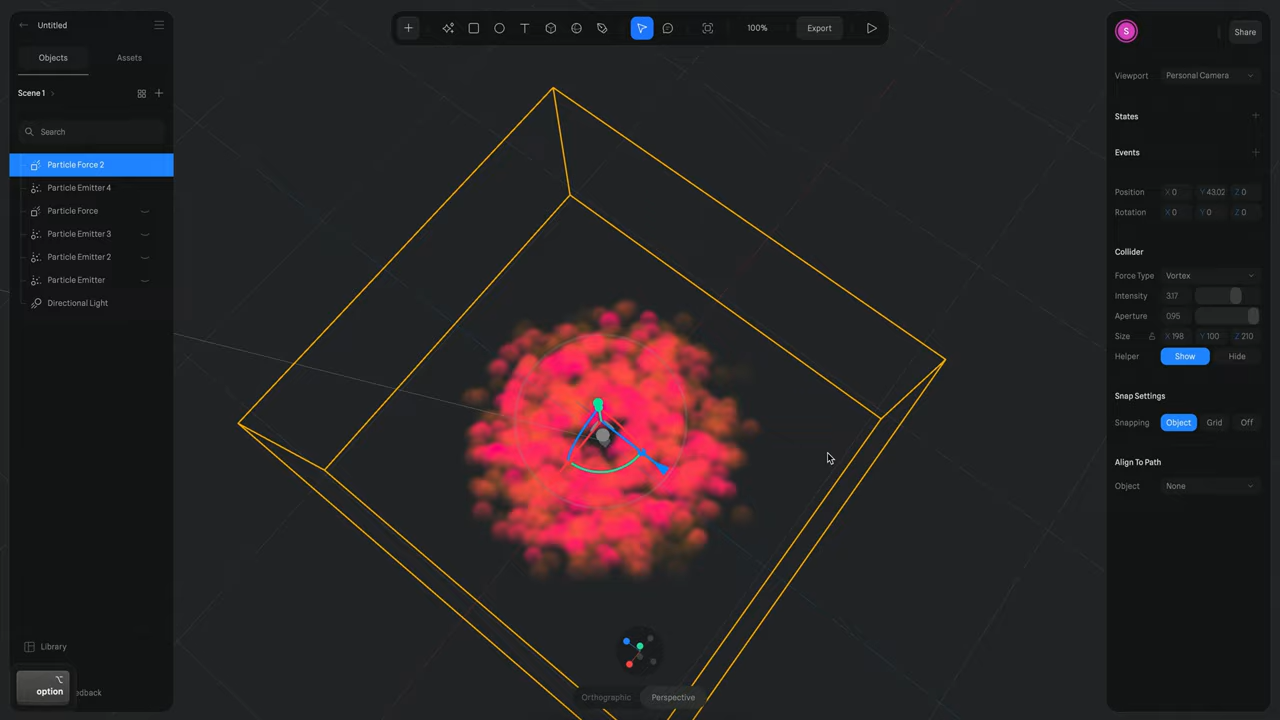 Untitled
100%
Export
S
Share
Objects
Assets
Viewport
Personal Camera
Scene 1
States
Search
Events
Particle Force 2
Particle Emitter 4
Position
X 0
Y 43.02
Z 0
Particle Force
Rotation
X 0
Y 0
Z 0
Particle Emitter 3
Particle Emitter 2
Collider
Particle Emitter
Force Type
Vortex
Directional Light
Intensity
3.17
Aperture
0.95
Size
X 198
Y 100
Z 210
Helper
Show
Hide
Snap Settings
Snapping
Object
Grid
Off
Align To Path
Object
None
Library
option
edback
Orthographic
Perspective